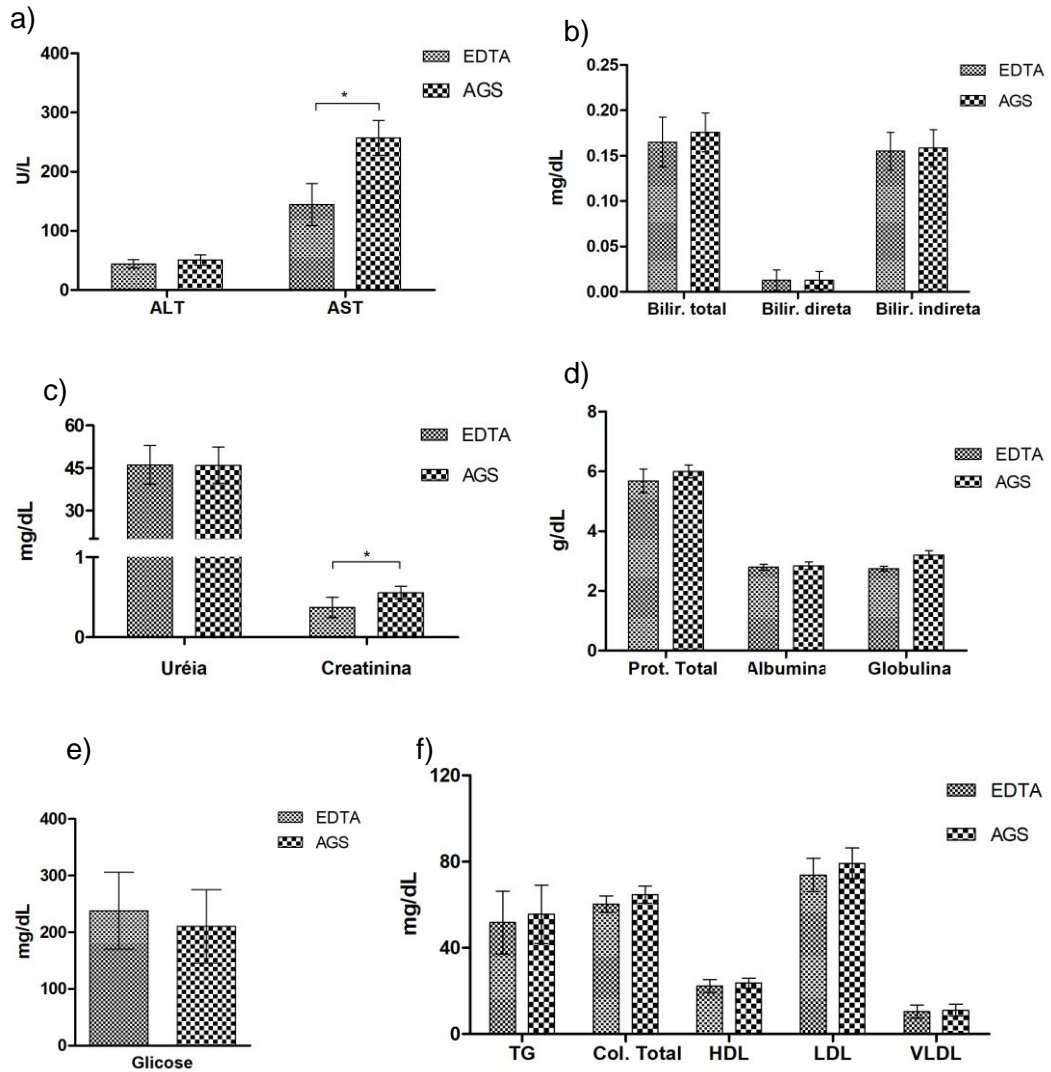 a)
400
300
200
100
0
U/L
EDTA
AGS
*
ALT
AST
b)
0.25
0.20
0.15
0.10
0.05
0.00
mg/dL
EDTA
AGS
Bilir. total
Bilir. direta
Bilir. indireta
c)
60
45
30
1
0
mg/dL
EDTA
AGS
*
Uréia
Creatinina
d)
8
6
4
2
0
g/dL
EDTA
AGS
Prot. Total
Albumina
Globulina
e)
400
300
200
100
0
mg/dL
EDTA
AGS
Glicose
f)
120
80
40
0
mg/dL
EDTA
AGS
TG
Col. Total
HDL
LDL
VLDL